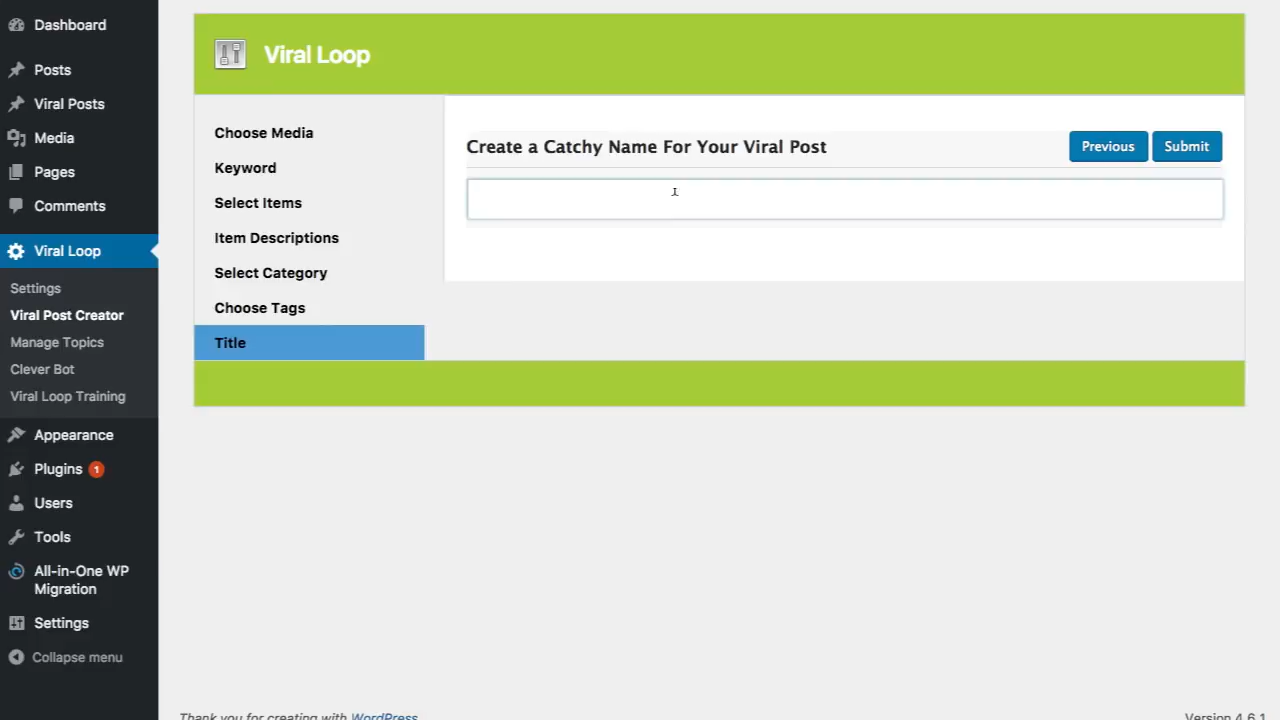 Dashboard
Posts
Viral Posts
Media
Pages
Comments
Viral Loop
Settings
Viral Post Creator
Manage Topics
Clever Bot
Viral Loop Training
Appearance
Plugins 1
Users
Tools
All-in-One WP
Migration
Settings
Collapse menu
Viral Loop
Choose Media
Keyword
Select Items
Item Descriptions
Select Category
Choose Tags
Title
Create a Catchy Name For Your Viral Post
Previous
Submit
Thank you for creating with WordPress
Version 4.6.1